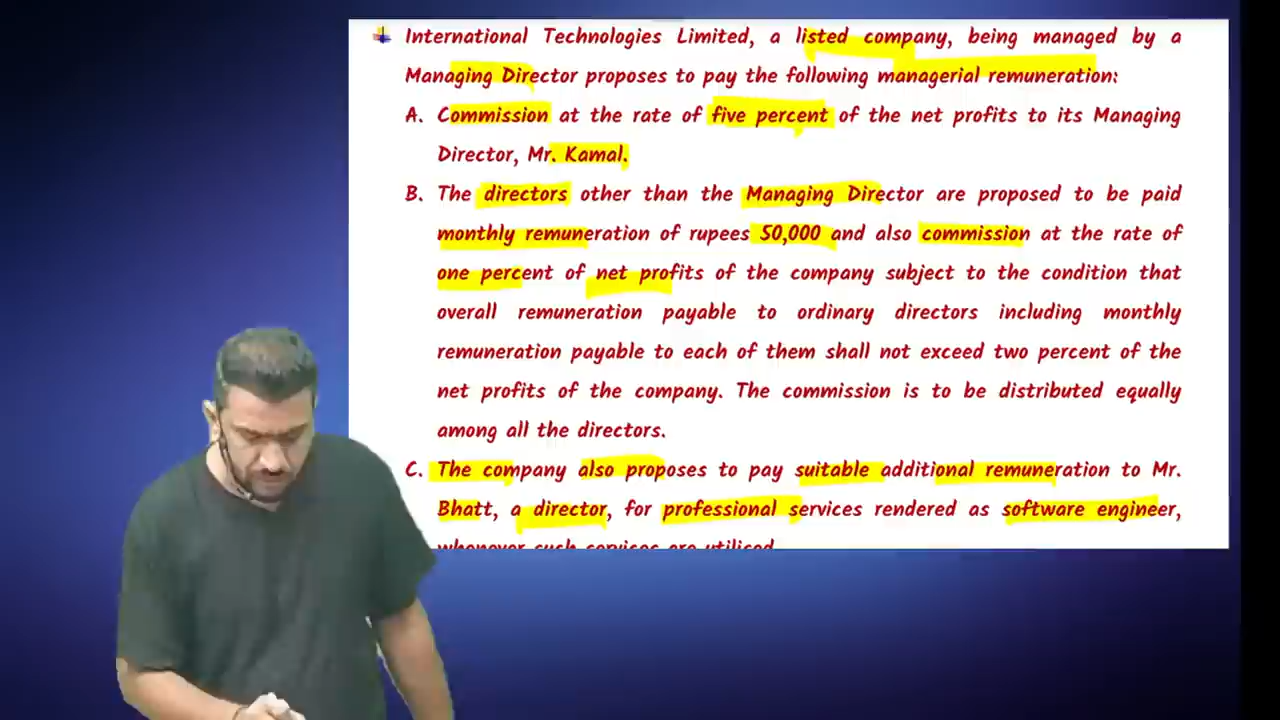 International Technologies Limited, a listed company, being managed by a
Managing Director proposes to pay the following managerial remuneration:
A. Commission at the rate of five percent of the net profits to its Managing
Director, Mr. Kamal.
B. The directors other than the Managing Director are proposed to be paid
monthly remuneration of rupees 50,000 and also commission at the rate of
one percent of net profits of the company subject to the condition that
overall remuneration payable to ordinary directors including monthly
remuneration payable to each of them shall not exceed two percent of the
net profits of the company. The commission is to be distributed equally
among all the directors.
C. The company also proposes to pay suitable additional remuneration to Mr.
Bhatt, a director, for professional services rendered as software engineer,
whenever such services are utilised